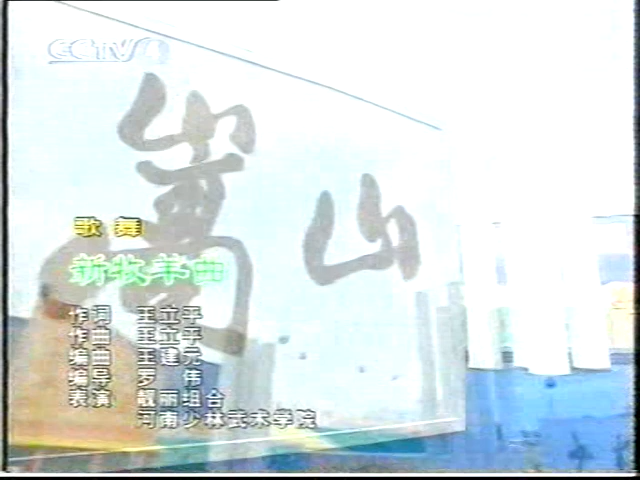 CCTV 4
嵩山
歌舞
新牧羊曲
作词 王立平
作曲 王立平
编曲 王建元
编导 罗伟
表演 靓丽组合
河南少林武术学院